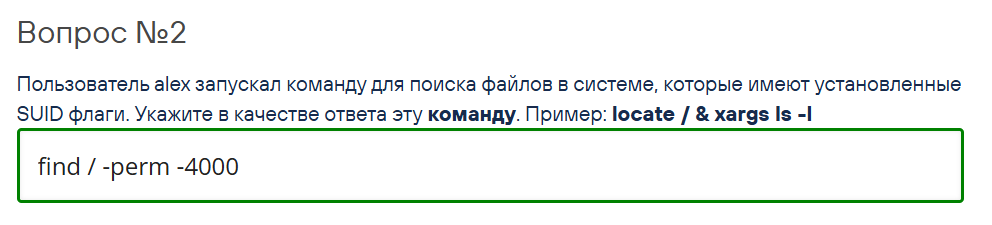 Вопрос №2
Пользователь alex запускал команду для поиска файлов в системе, которые имеют установленные
SUID флаги. Укажите в качестве ответа эту команду. Пример: locate / & xargs ls -l
find / -perm -4000